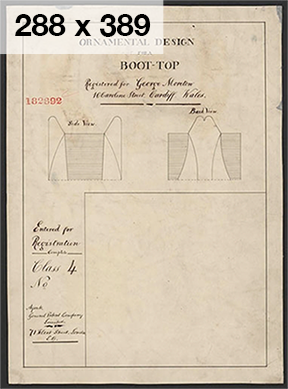 288 x 389
ORNAMENTAL DESIGN
FOR A
BOOT-TOP
Registered for George Morton
Caroline Street, Cardiff, Wales.
182892
Side View
Back View
Entered for
Registration
Complete
Class 4
No
Agents
General Patent Company
Limited
71 Fleet Street, London
E.C.